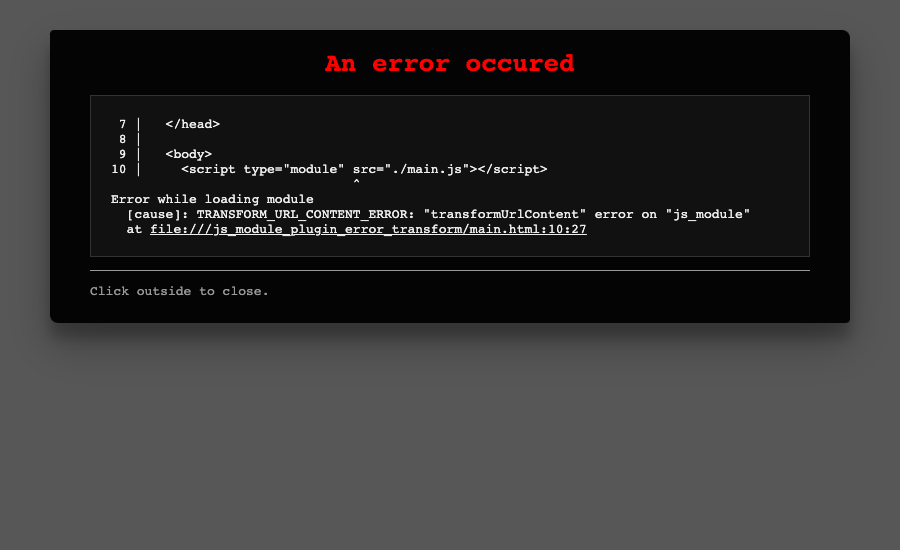 An error occured
 7 |   </head>
 8 |
 9 |   <body>
10 |     <script type="module" src="./main.js"></script>
                               ^
Error while loading module
  [cause]: TRANSFORM_URL_CONTENT_ERROR: "transformUrlContent" error on "js_module"
  at file:///js_module_plugin_error_transform/main.html:10:27
Click outside to close.